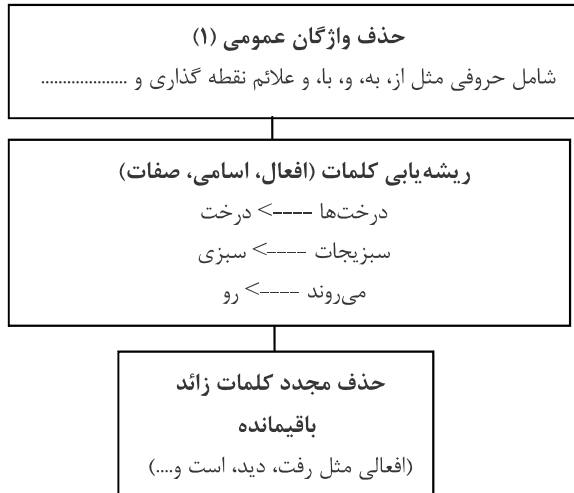 حذف واژگان عمومی (۱)
شامل حروفی مثل از، به، و، با، و علائم نقطه گذاری و ....................
ریشه‌یابی کلمات (افعال، اسامی، صفات)
درخت‌ها ----> درخت
سبزیجات ----> سبزی
می‌روند ----> رو
حذف مجدد کلمات زائد
باقیمانده
(افعالی مثل رفت، دید، است و....)